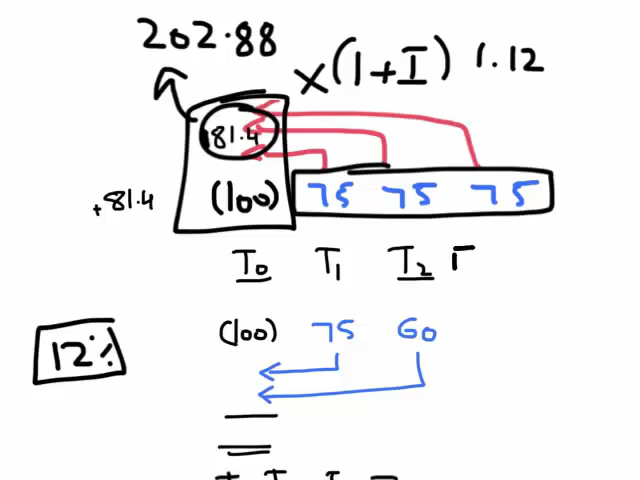 202.88
×(1+I) 1.12
81.4
+81.4 (100) 75 75 75
T0 T1 T2
12% (100) 75 60